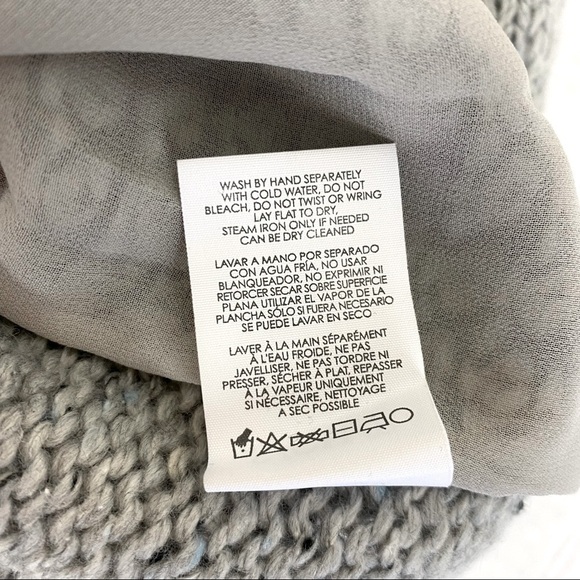 WASH BY HAND SEPARATELY
WITH COLD WATER, DO NOT
BLEACH, DO NOT TWIST OR WRING
LAY FLAT TO DRY,
STEAM IRON ONLY IF NEEDED
CAN BE DRY CLEANED
LAVAR A MANO POR SEPARADO
CON AGUA FRÍA, NO USAR
BLANQUEADOR, NO EXPRIMIR NI
RETORCER SECAR SOBRE SUPERFICIE
PLANA UTILIZAR EL VAPOR DE LA
PLANCHA SÓLO SI FUERA NECESARIO
SE PUEDE LAVAR EN SECO
LAVER À LA MAIN SÉPARÉMENT
À L'EAU FROIDE, NE PAS
JAVELLISER, NE PAS TORDRE NI
PRESSER, SÉCHER À PLAT, REPASSER
À LA VAPEUR UNIQUEMENT
SI NÉCESSAIRE, NETTOYAGE
A SEC POSSIBLE